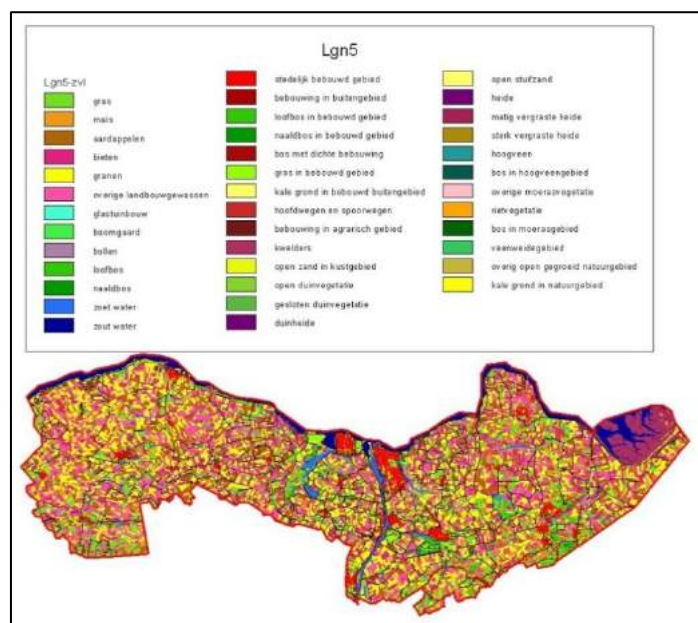 Lgn5
Lgn5-zvl
gras
mais
aardappelen
bieten
granen
overige landbouwgewassen
glastuinbouw
boomgaard
bollen
loofbos
naaldbos
zoet water
zout water
stedelijk bebouwd gebied
bebouwing in buitengebied
loofbos in bebouwd gebied
naaldbos in bebouwd gebied
bos met dichte bebouwing
gras in bebouwd gebied
kale grond in bebouwd buitengebied
hoofdwegen en spoorwegen
bebouwing in agrarisch gebied
kwelders
open zand in kustgebied
open duinvegetatie
gesloten duinvegetatie
duinheide
open stuifzand
heide
matig vergraste heide
sterk vergraste heide
hoogveen
bos in hoogveengebied
overige moerasvegetatie
rietvegetatie
bos in moerasgebied
veenweidegebied
overig open gegroeid natuurgebied
kale grond in natuurgebied